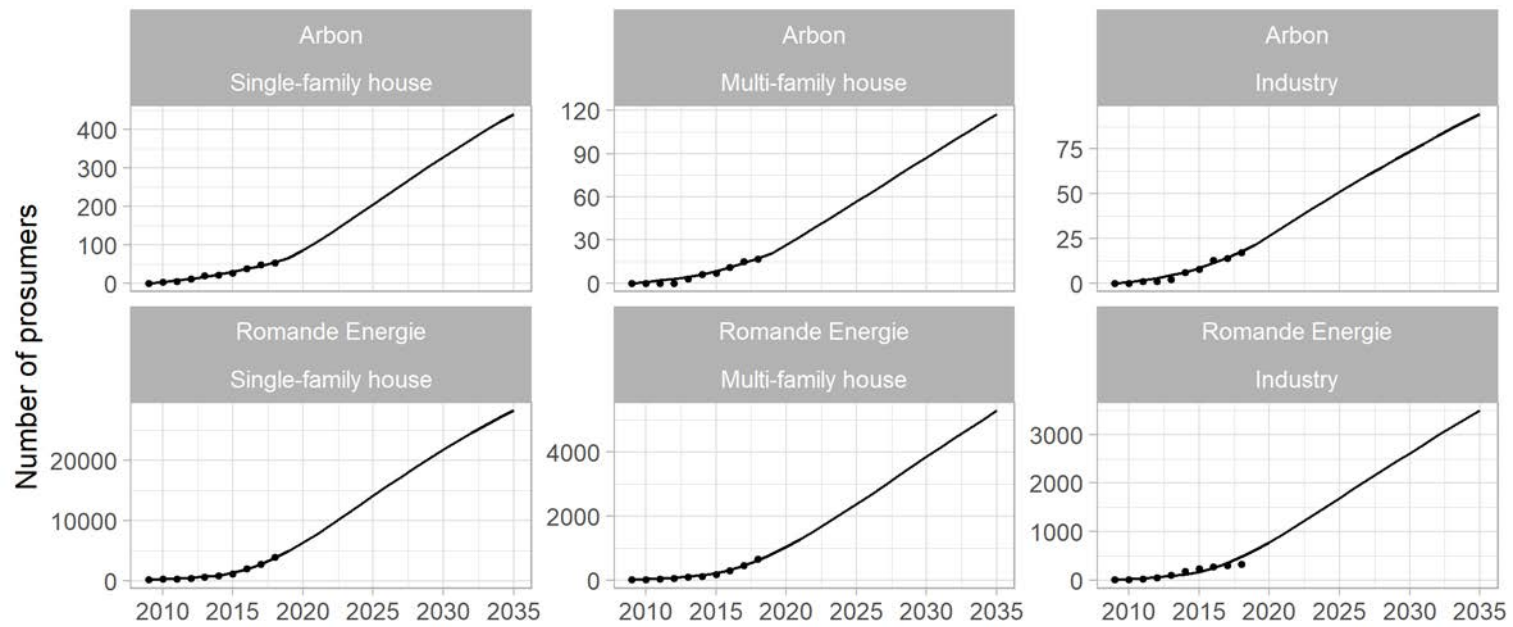 Number of prosumers
Arbon
Single-family house
400
300
200
100
0
Arbon
Multi-family house
120
90
60
30
0
Arbon
Industry
75
50
25
0
Romande Energie
Single-family house
20000
10000
0
2010 2015 2020 2025 2030 2035
Romande Energie
Multi-family house
4000
2000
0
2010 2015 2020 2025 2030 2035
Romande Energie
Industry
3000
2000
1000
0
2010 2015 2020 2025 2030 2035